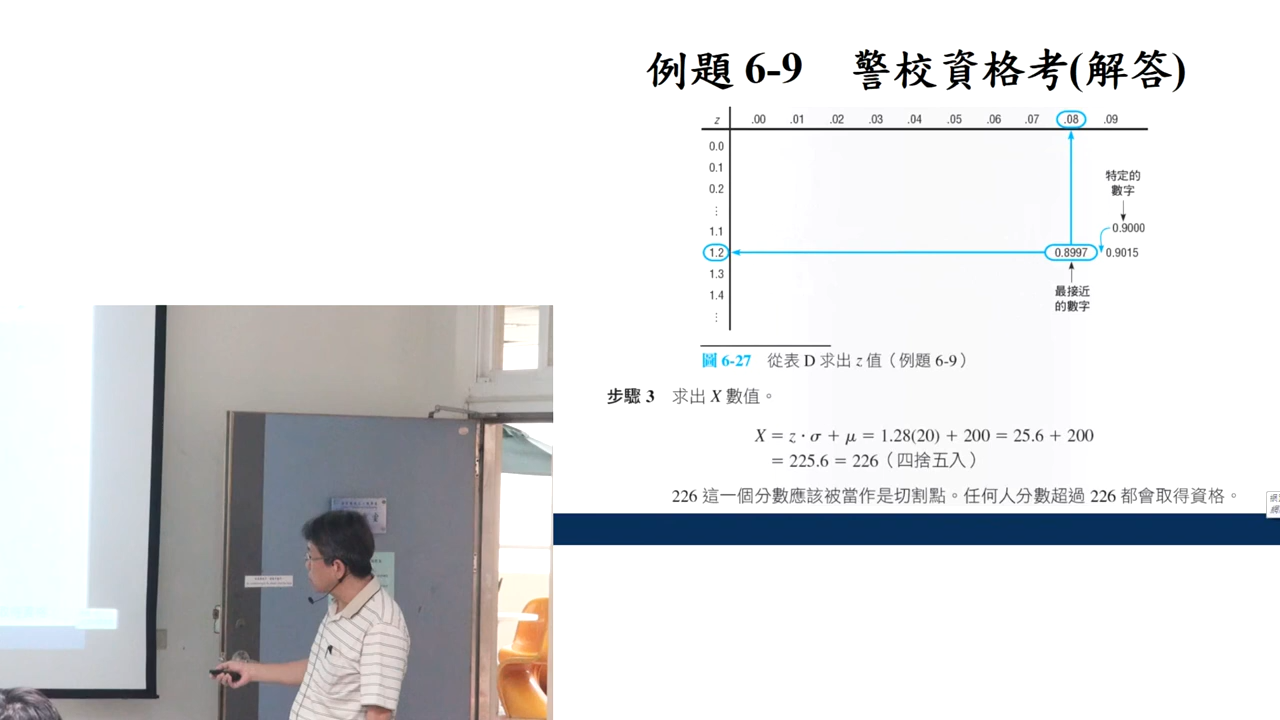 例題 6-9 警校資格考(解答)
z .00 .01 .02 .03 .04 .05 .06 .07 .08 .09
0.0
0.1
0.2
⋮
1.1
1.2
1.3
1.4
⋮
特定的
數字
0.9000
0.8997 0.9015
最接近
的數字
圖 6-27 從表 D 求出 z 值（例題 6-9）
步驟 3 求出 X 數值。
X = z · σ + μ = 1.28(20) + 200 = 25.6 + 200
= 225.6 = 226（四捨五入）
226 這一個分數應該被當作是切割點。任何人分數超過 226 都會取得資格。